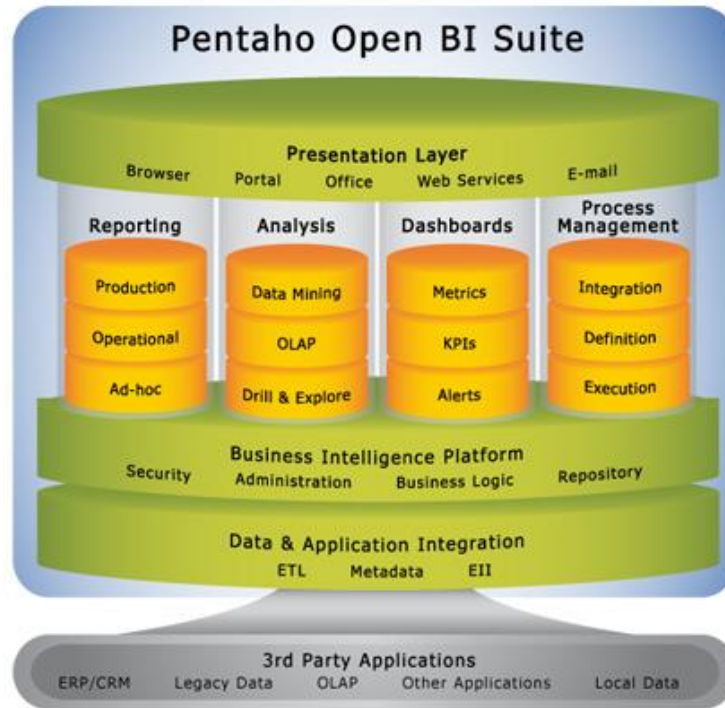 Pentaho Open BI Suite
Presentation Layer
Browser Portal Office Web Services E-mail
Reporting Analysis Dashboards Process Management
Production Data Mining Metrics Integration
Operational OLAP KPIs Definition
Ad-hoc Drill & Explore Alerts Execution
Business Intelligence Platform
Security Administration Business Logic Repository
Data & Application Integration
ETL Metadata EII
3rd Party Applications
ERP/CRM Legacy Data OLAP Other Applications Local Data